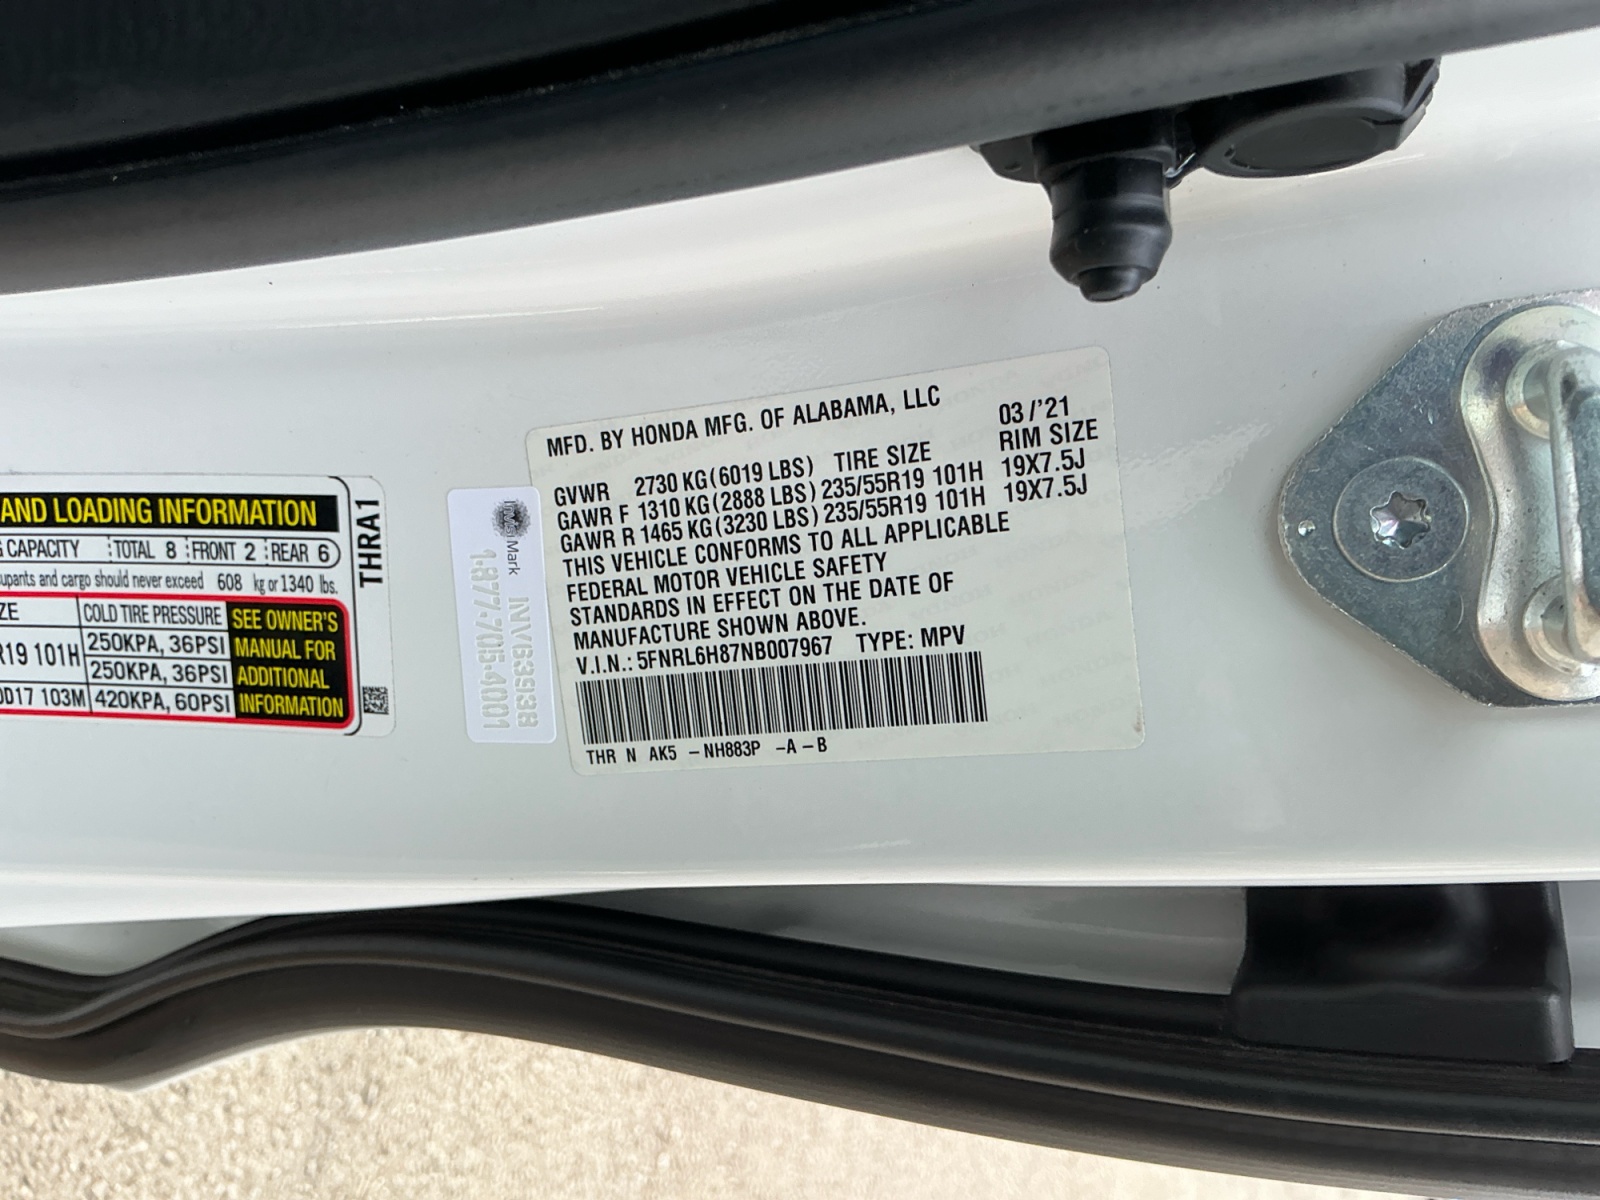 AND LOADING INFORMATION
G CAPACITY TOTAL 8 FRONT 2 REAR 6
upants and cargo should never exceed 608 kg or 1340 lbs.
ZE COLD TIRE PRESSURE SEE OWNER'S
R19 101H 250KPA, 36PSI MANUAL FOR
250KPA, 36PSI ADDITIONAL
0D17 103M 420KPA, 60PSI INFORMATION
THRA1
Mark
INVB3938
1-877-705-4001
MFD. BY HONDA MFG. OF ALABAMA, LLC 03/'21
GVWR 2730 KG (6019 LBS) TIRE SIZE RIM SIZE
GAWR F 1310 KG (2888 LBS) 235/55R19 101H 19X7.5J
GAWR R 1465 KG (3230 LBS) 235/55R19 101H 19X7.5J
THIS VEHICLE CONFORMS TO ALL APPLICABLE
FEDERAL MOTOR VEHICLE SAFETY
STANDARDS IN EFFECT ON THE DATE OF
MANUFACTURE SHOWN ABOVE.
V.I.N.: 5FNRL6H87NB007967 TYPE: MPV
THR N AK5 -NH883P -A-B